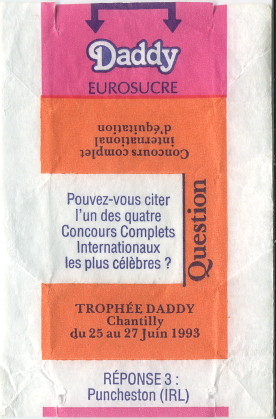 Daddy
EUROSUCRE
Concours complet
international
d'équitation
Pouvez-vous citer
l'un des quatre
Concours Complets
Internationaux
les plus célèbres ?
Question
TROPHÉE DADDY
Chantilly
du 25 au 27 Juin 1993
RÉPONSE 3 :
Puncheston (IRL)